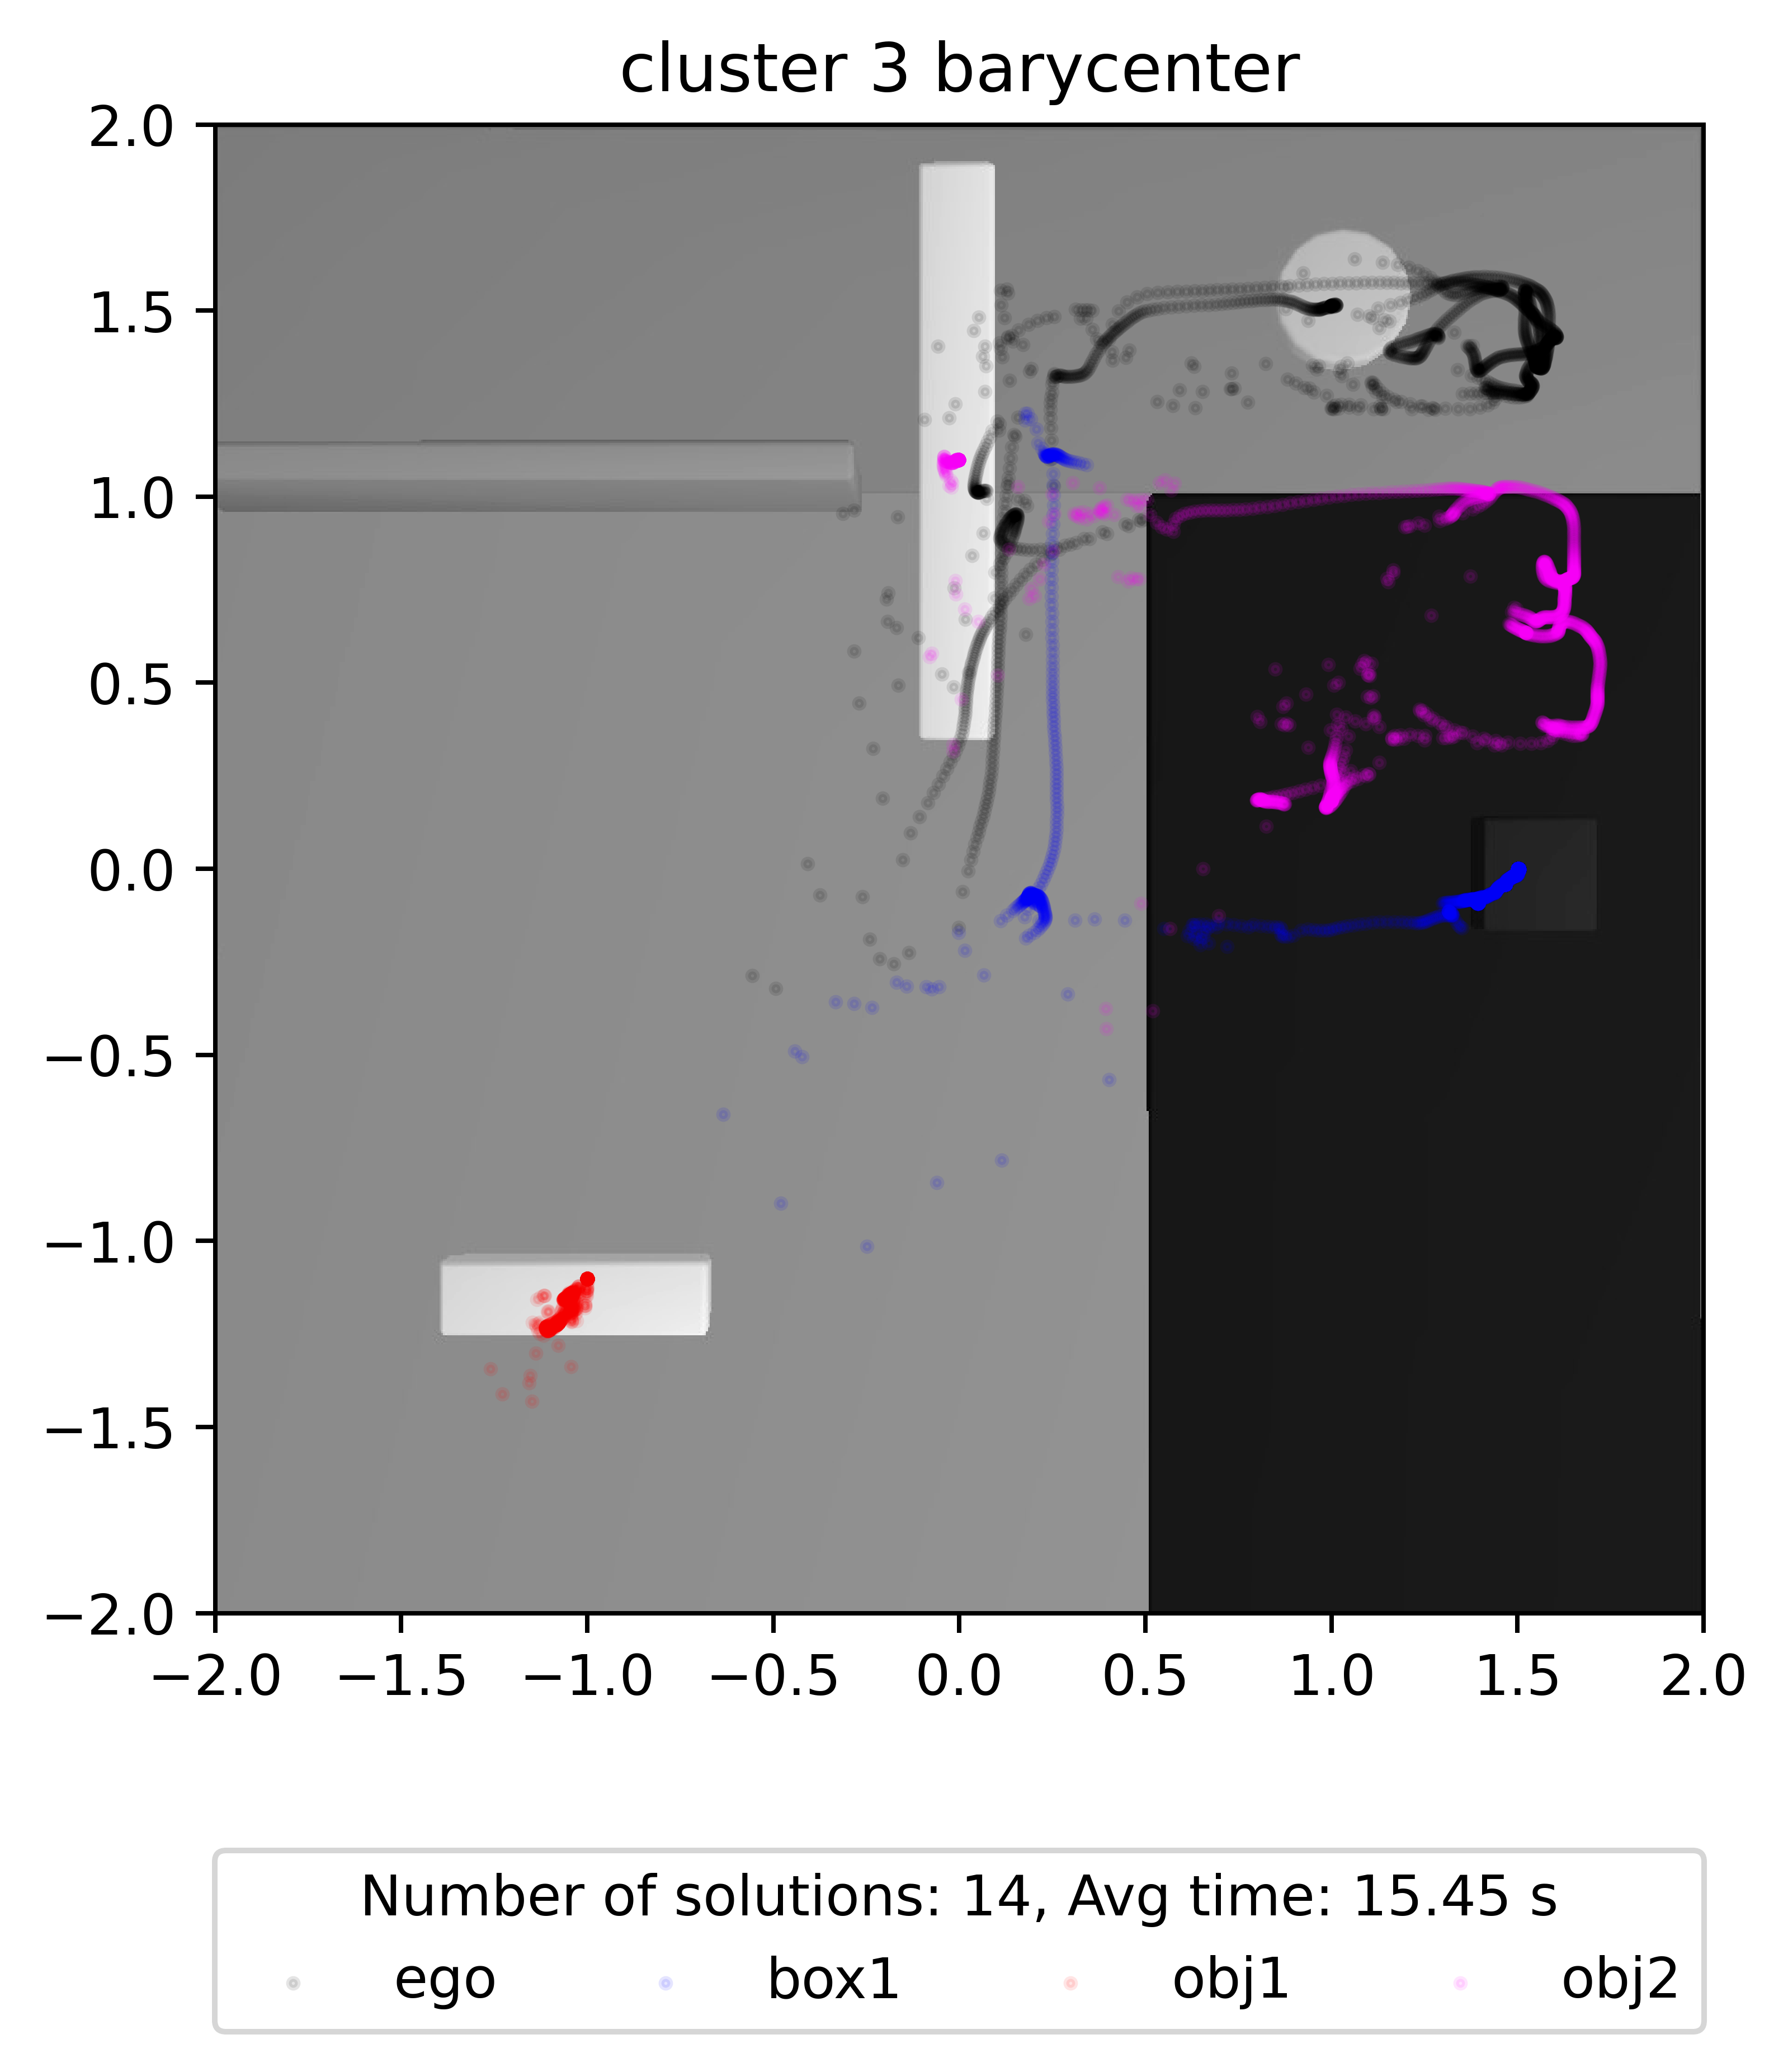 cluster 3 barycenter
2.0
1.5
1.0
0.5
0.0
−0.5
−1.0
−1.5
−2.0
−2.0 −1.5 −1.0 −0.5 0.0 0.5 1.0 1.5 2.0
Number of solutions: 14, Avg time: 15.45 s
ego box1 obj1 obj2